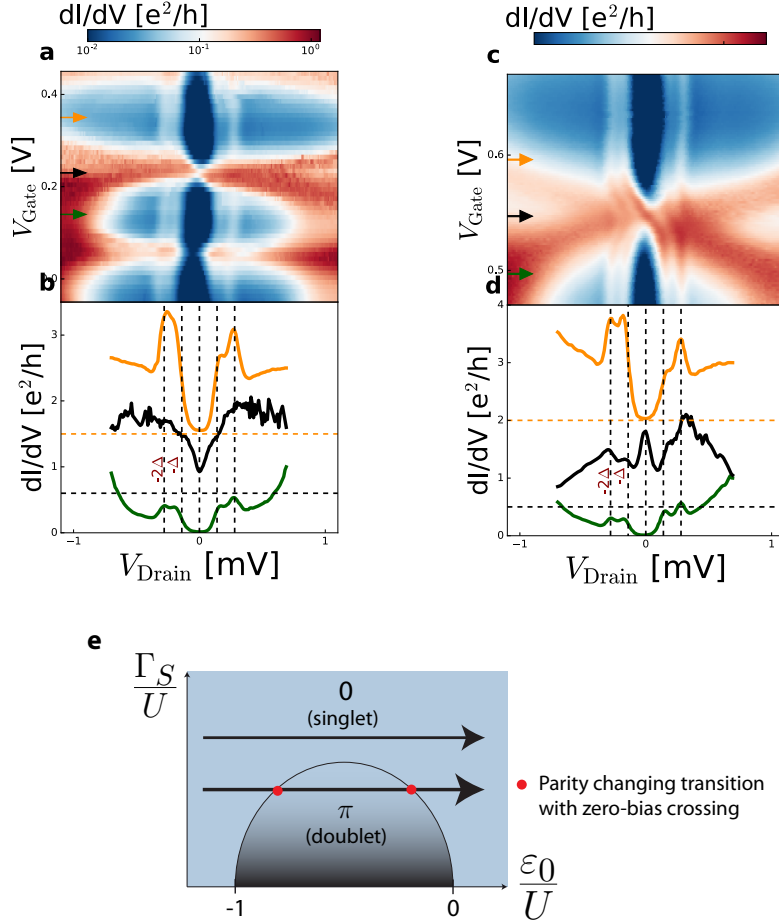 dI/dV [e²/h]
dI/dV [e²/h]
10⁻² 10⁻¹ 10⁰
a
c
V_Gate [V]
0.4
0.2
0.0
V_Gate [V]
0.6
0.5
b
d
dI/dV [e²/h]
3
2
1
0
-2Δ
-Δ
-1 0 1
V_Drain [mV]
dI/dV [e²/h]
4
3
2
1
0
-2Δ
-Δ
-1 0 1
V_Drain [mV]
e
Γ_S/U
0
(singlet)
π
(doublet)
-1 0
ε₀/U
Parity changing transition
with zero-bias crossing